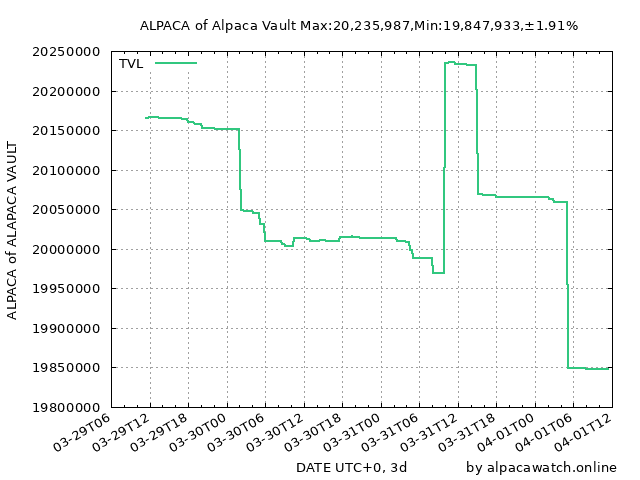 ALPACA of Alpaca Vault Max:20,235,987,Min:19,847,933,±1.91%
TVL
20250000
20200000
20150000
20100000
20050000
20000000
19950000
19900000
19850000
19800000
ALPACA of ALAPACA VAULT
03-29T06
03-29T12
03-29T18
03-30T00
03-30T06
03-30T12
03-30T18
03-31T00
03-31T06
03-31T12
03-31T18
04-01T00
04-01T06
04-01T12
DATE UTC+0, 3d
by alpacawatch.online